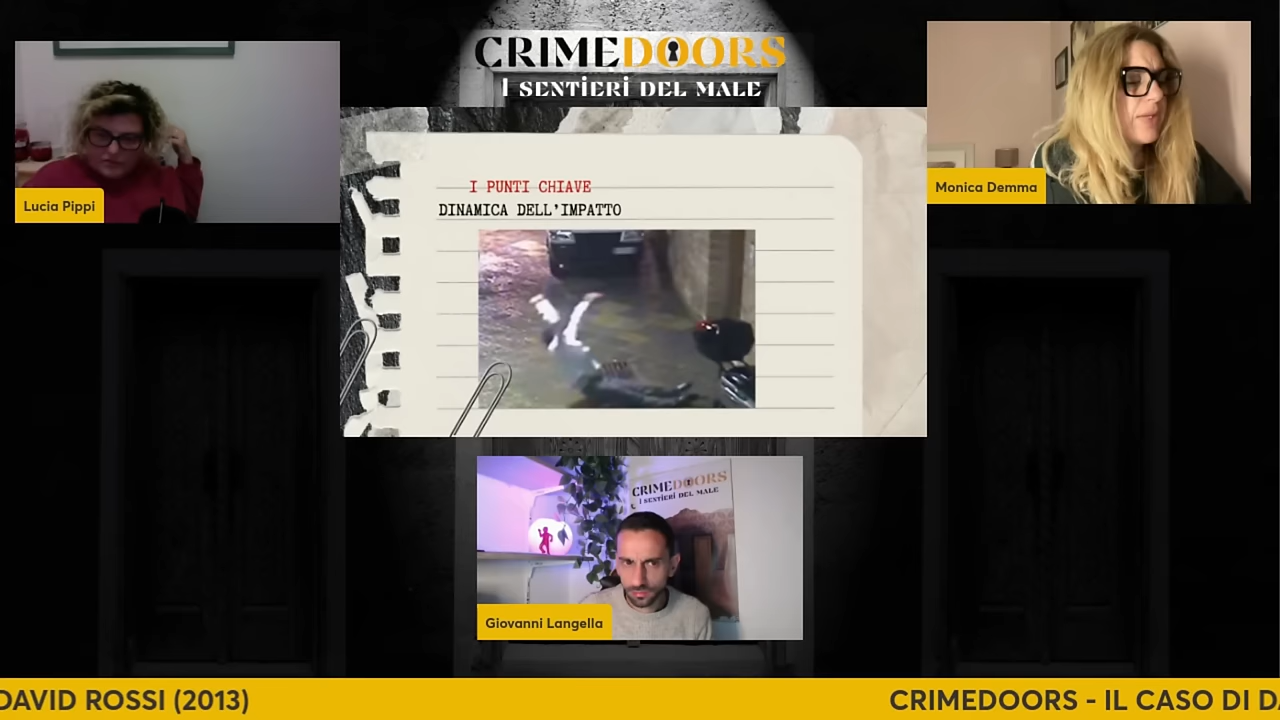 CRIMEDOORS
I SENTIERI DEL MALE
Lucia Pippi
Monica Demma
I PUNTI CHIAVE
DINAMICA DELL'IMPATTO
CRIMEDOORS
I SENTIERI DEL MALE
Giovanni Langella
DAVID ROSSI (2013)
CRIMEDOORS - IL CASO DI DA